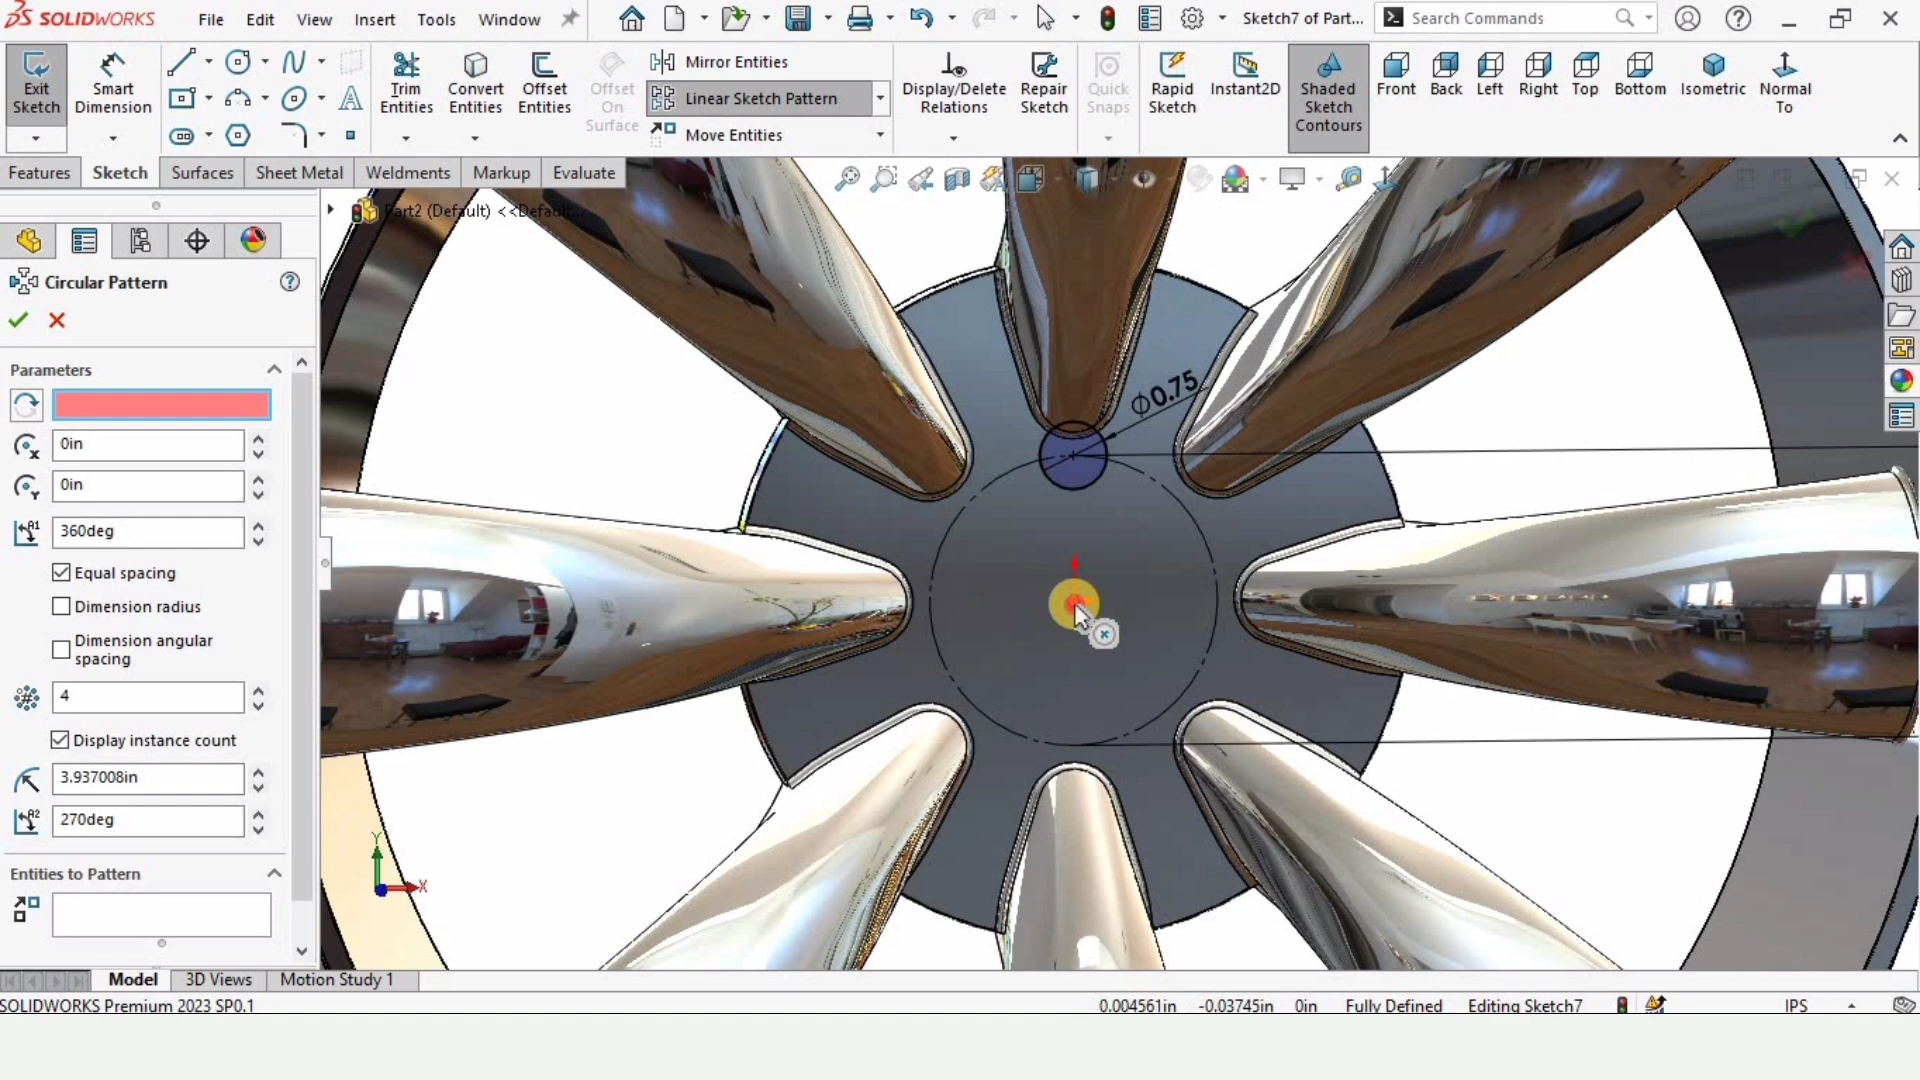 SOLIDWORKS
File Edit View Insert Tools Window
Sketch7 of Part...
Search Commands
Exit Sketch
Smart Dimension
Trim Entities
Convert Entities
Offset Entities
Offset On Surface
Mirror Entities
Linear Sketch Pattern
Move Entities
Display/Delete Relations
Repair Sketch
Quick Snaps
Rapid Sketch
Instant2D
Shaded Sketch Contours
Front
Back
Left
Right
Top
Bottom
Isometric
Normal To
Features Sketch Surfaces Sheet Metal Weldments Markup Evaluate
Part2 (Default) <<Default...
Circular Pattern
Parameters
0in
0in
360deg
Equal spacing
Dimension radius
Dimension angular
spacing
4
Display instance count
3.937008in
270deg
Entities to Pattern
Ø0.75
Y
X
Model 3D Views Motion Study 1
SOLIDWORKS Premium 2023 SP0.1
0.004561in -0.03745in 0in Fully Defined Editing Sketch7 IPS